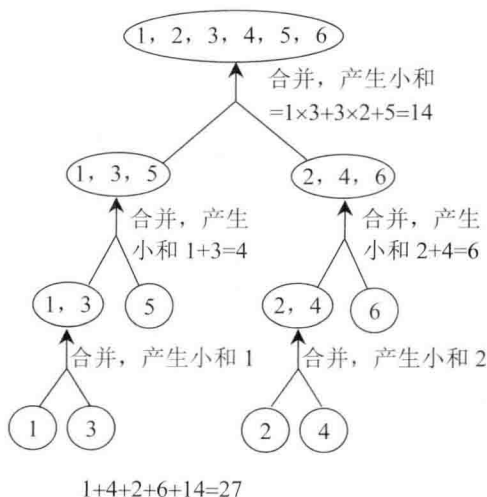 1，2，3，4，5，6
合并，产生小和
=1×3+3×2+5=14
1，3，5
2，4，6
合并，产生
小和 1+3=4
合并，产生
小和 2+4=6
1，3
5
2，4
6
合并，产生小和 1
合并，产生小和 2
1
3
2
4
1+4+2+6+14=27